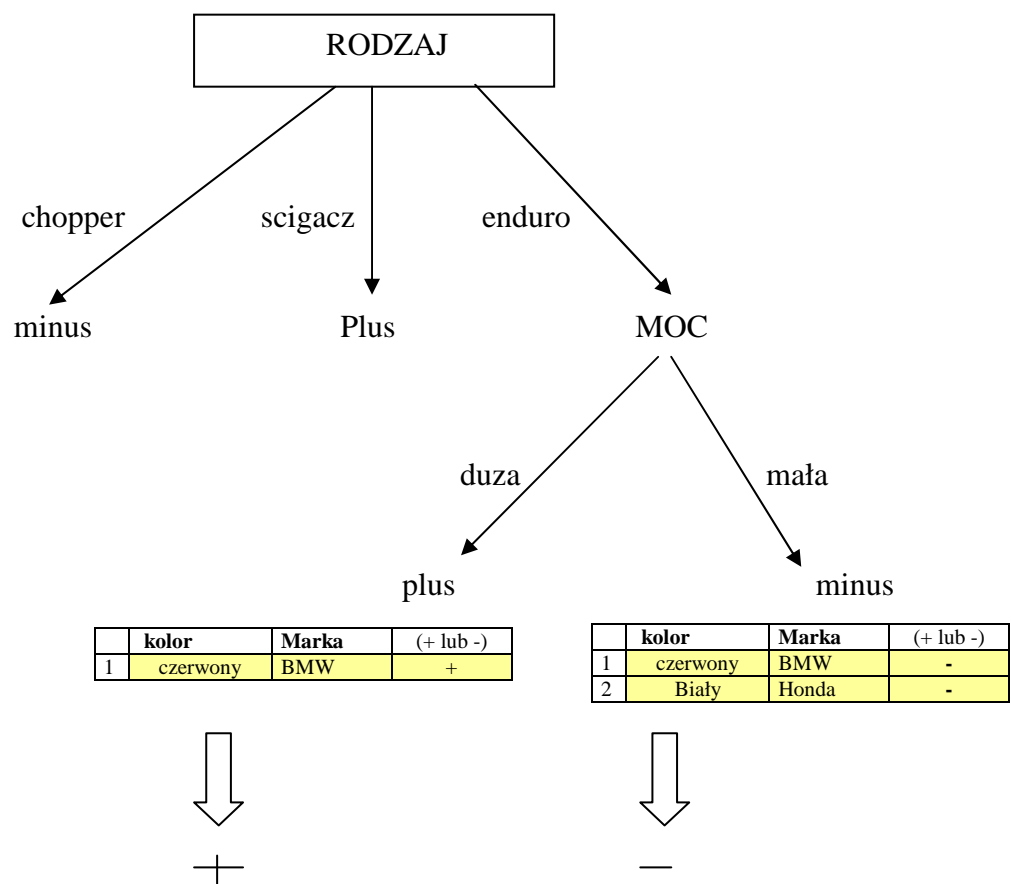 RODZAJ
chopper scigacz enduro
minus Plus MOC
duza mała
plus minus
kolor Marka (+ lub -)
1 czerwony BMW +
kolor Marka (+ lub -)
1 czerwony BMW -
2 Biały Honda -
+ -